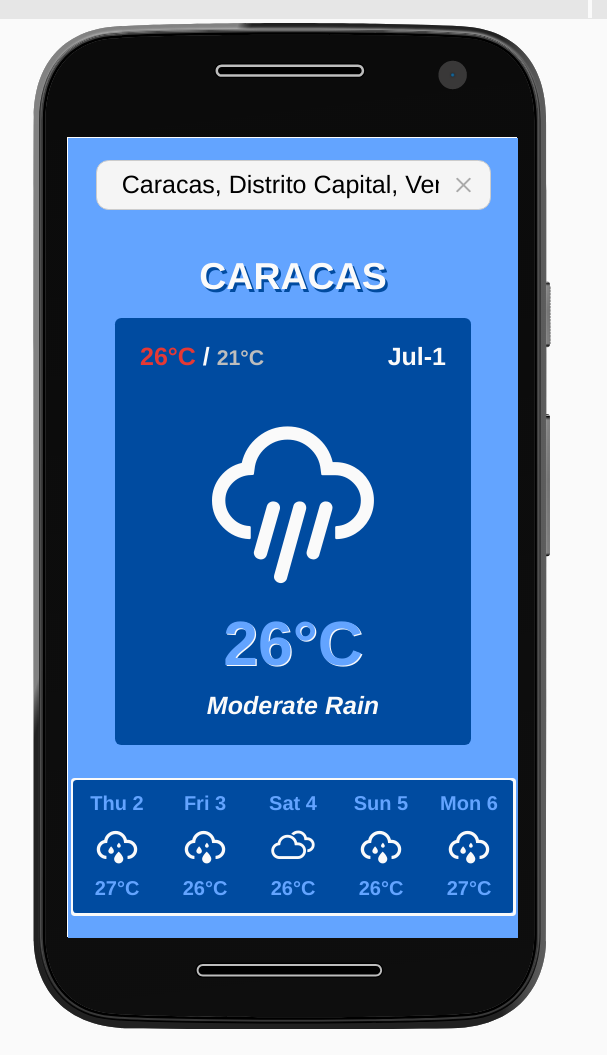 Caracas, Distrito Capital, Ver
CARACAS
26°C / 21°C Jul-1
26°C
Moderate Rain
Thu 2 Fri 3 Sat 4 Sun 5 Mon 6
27°C 26°C 26°C 26°C 27°C